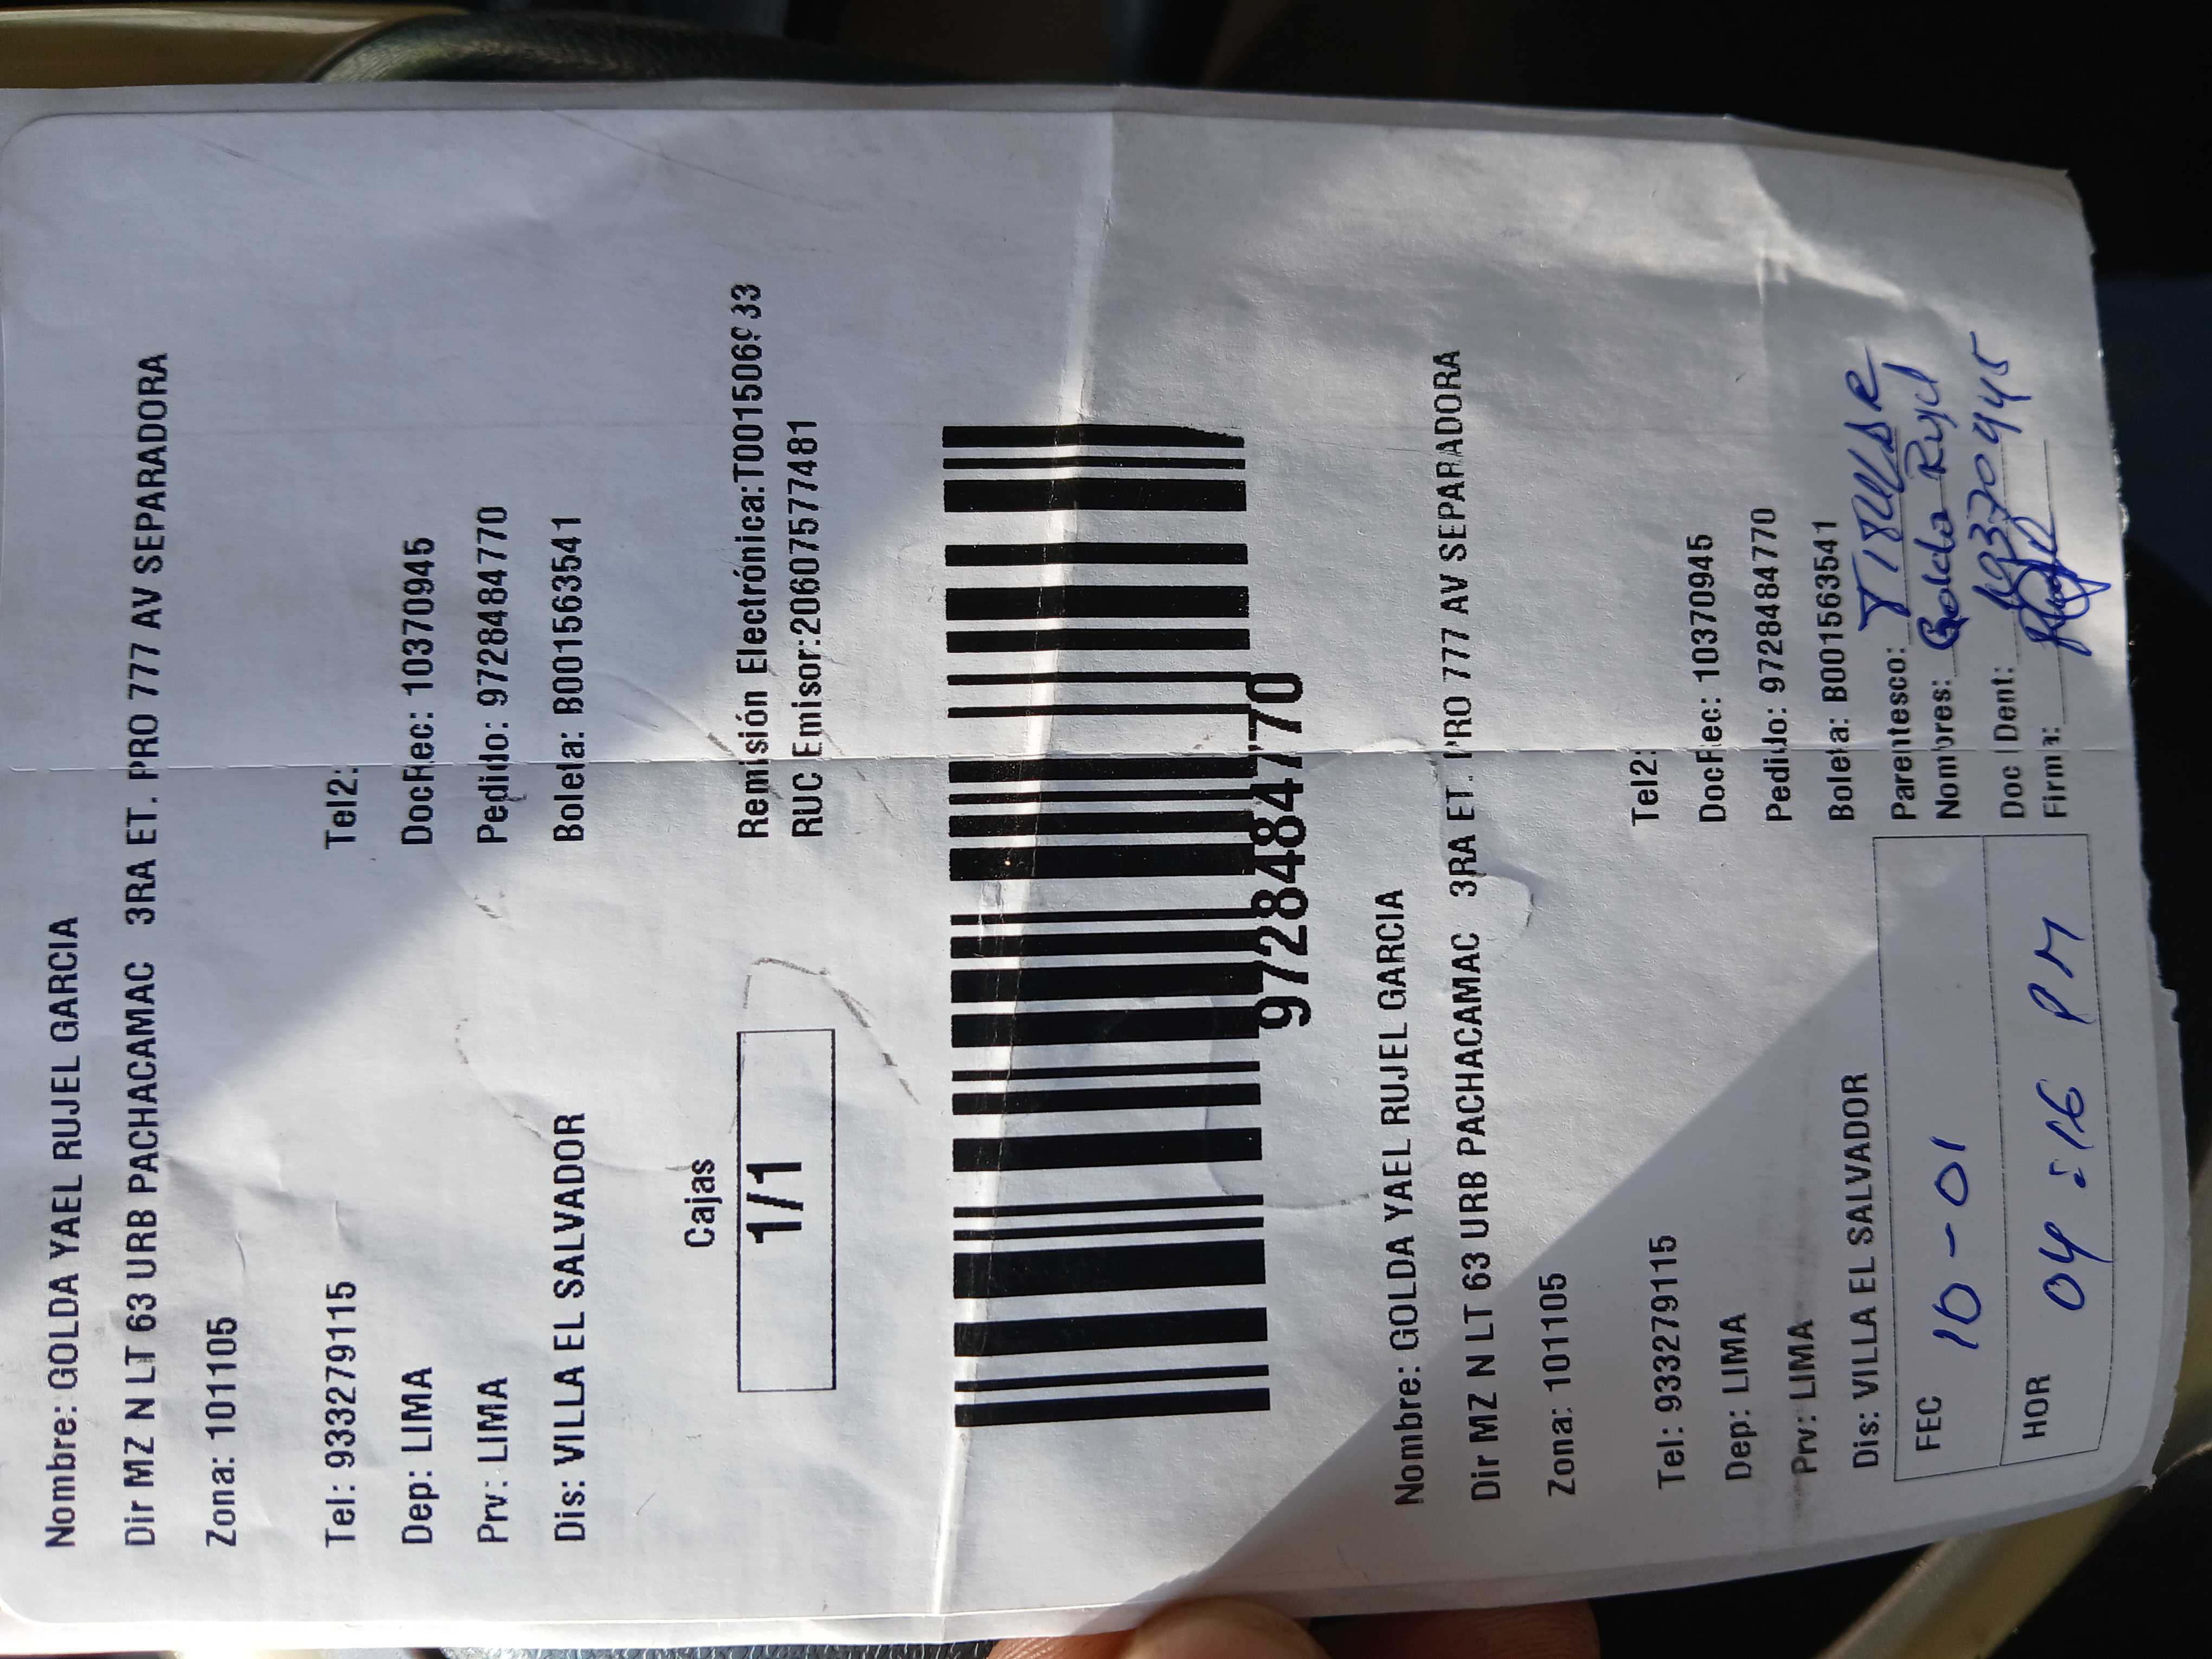 Nombre: GOLDA YAEL RUJEL GARCIA
Dir MZ N LT 63 URB PACHACAMAC 3RA ET. PRO 777 AV SEPARADORA
Zona: 101105
Tel: 933279115 Tel2:
Dep: LIMA DocRec: 10370945
Prv: LIMA Pedido: 9728484770
Dis: VILLA EL SALVADOR Boleta: B001563541
Cajas
1/1
Remisión Electrónica:
RUC Emisor:20607577481
9728484770
Nombre: GOLDA YAEL RUJEL GARCIA
Dir MZ N LT 63 URB PACHACAMAC 3RA ET. PRO 777 AV SEPARADORA
Zona: 101105
Tel: 933279115 Tel2:
Dep: LIMA DocRec: 10370945
Prv: LIMA Pedido: 9728484770
Dis: VILLA EL SALVADOR Boleta: B001563541
FEC 10-01
HOR 04:16 PM
Parentesco:
Nombres: Golda Rujel
Doc Ident: 10370945
Firma: